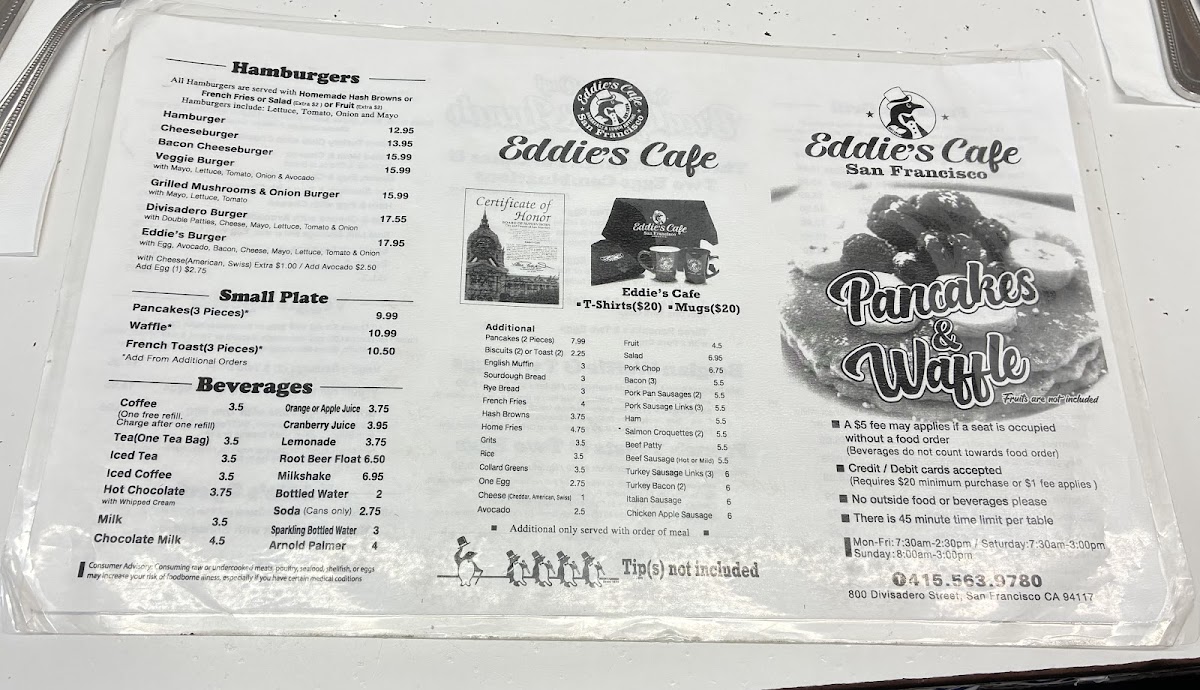 Hamburgers
All Hamburgers are served with Homemade Hash Browns or
French Fries or Salad (Extra $2) or Fruit (Extra $2)
Hamburgers include: Lettuce, Tomato, Onion and Mayo
Hamburger 12.95
Cheeseburger 13.95
Bacon Cheeseburger 15.99
Veggie Burger 15.99
with Mayo, Lettuce, Tomato, Onion & Avocado
Grilled Mushrooms & Onion Burger 15.99
with Mayo, Lettuce, Tomato
Divisadero Burger 17.55
with Double Patties, Cheese, Mayo, Lettuce, Tomato & Onion
Eddie's Burger 17.95
with Egg, Avocado, Bacon, Cheese, Mayo, Lettuce, Tomato & Onion
with Cheese(American, Swiss) Extra $1.00 / Add Avocado $2.50
Add Egg (1) $2.75
Small Plate
Pancakes(3 Pieces)* 9.99
Waffle* 10.99
French Toast(3 Pieces)* 10.50
*Add From Additional Orders
Beverages
Coffee 3.5
(One free refill.
Charge after one refill)
Tea(One Tea Bag) 3.5
Iced Tea 3.5
Iced Coffee 3.5
Hot Chocolate 3.75
with Whipped Cream
Milk 3.5
Chocolate Milk 4.5
Orange or Apple Juice 3.75
Cranberry Juice 3.95
Lemonade 3.75
Root Beer Float 6.50
Milkshake 6.95
Bottled Water 2
Soda (Cans only) 2.75
Sparkling Bottled Water 3
Arnold Palmer 4
Consumer Advisory: Consuming raw or undercooked meats, poultry, seafood, shellfish, or eggs
may increase your risk of foodborne illness, especially if you have certain medical coditions
Eddie's Cafe
San Francisco
Eddie's Cafe
Certificate of
Honor
Eddie's Cafe
San Francisco
Eddie's Cafe
▪T-Shirts($20) ▪Mugs($20)
Additional
Pancakes (2 Pieces) 7.99
Biscuits (2) or Toast (2) 2.25
English Muffin 3
Sourdough Bread 3
Rye Bread 3
French Fries 4
Hash Browns 3.75
Home Fries 4.75
Grits 3.5
Rice 3.5
Collard Greens 3.5
One Egg 2.75
Cheese (Cheddar, American, Swiss) 1
Avocado 2.5
Fruit 4.5
Salad 6.95
Pork Chop 6.75
Bacon (3) 5.5
Pork Pan Sausages (2) 5.5
Pork Sausage Links (3) 5.5
Ham 5.5
* Salmon Croquettes (2) 5.5
Beef Patty 5.5
Beef Sausage (Hot or Mild) 5.5
Turkey Sausage Links (3) 6
Turkey Bacon (2) 6
Italian Sausage 6
Chicken Apple Sausage 6
▪ Additional only served with order of meal ▪
Tip(s) not included
Eddie's Cafe
San Francisco
Pancakes
&
Waffle
Fruits are not included
■ A $5 fee may applies if a seat is occupied
without a food order
(Beverages do not count towards food order)
■ Credit / Debit cards accepted
(Requires $20 minimum purchase or $1 fee applies )
■ No outside food or beverages please
■ There is 45 minute time limit per table
Mon-Fri:7:30am-2:30pm / Saturday:7:30am-3:00pm
Sunday:8:00am-3:00pm
415.563.9780
800 Divisadero Street, San Francisco CA 94117